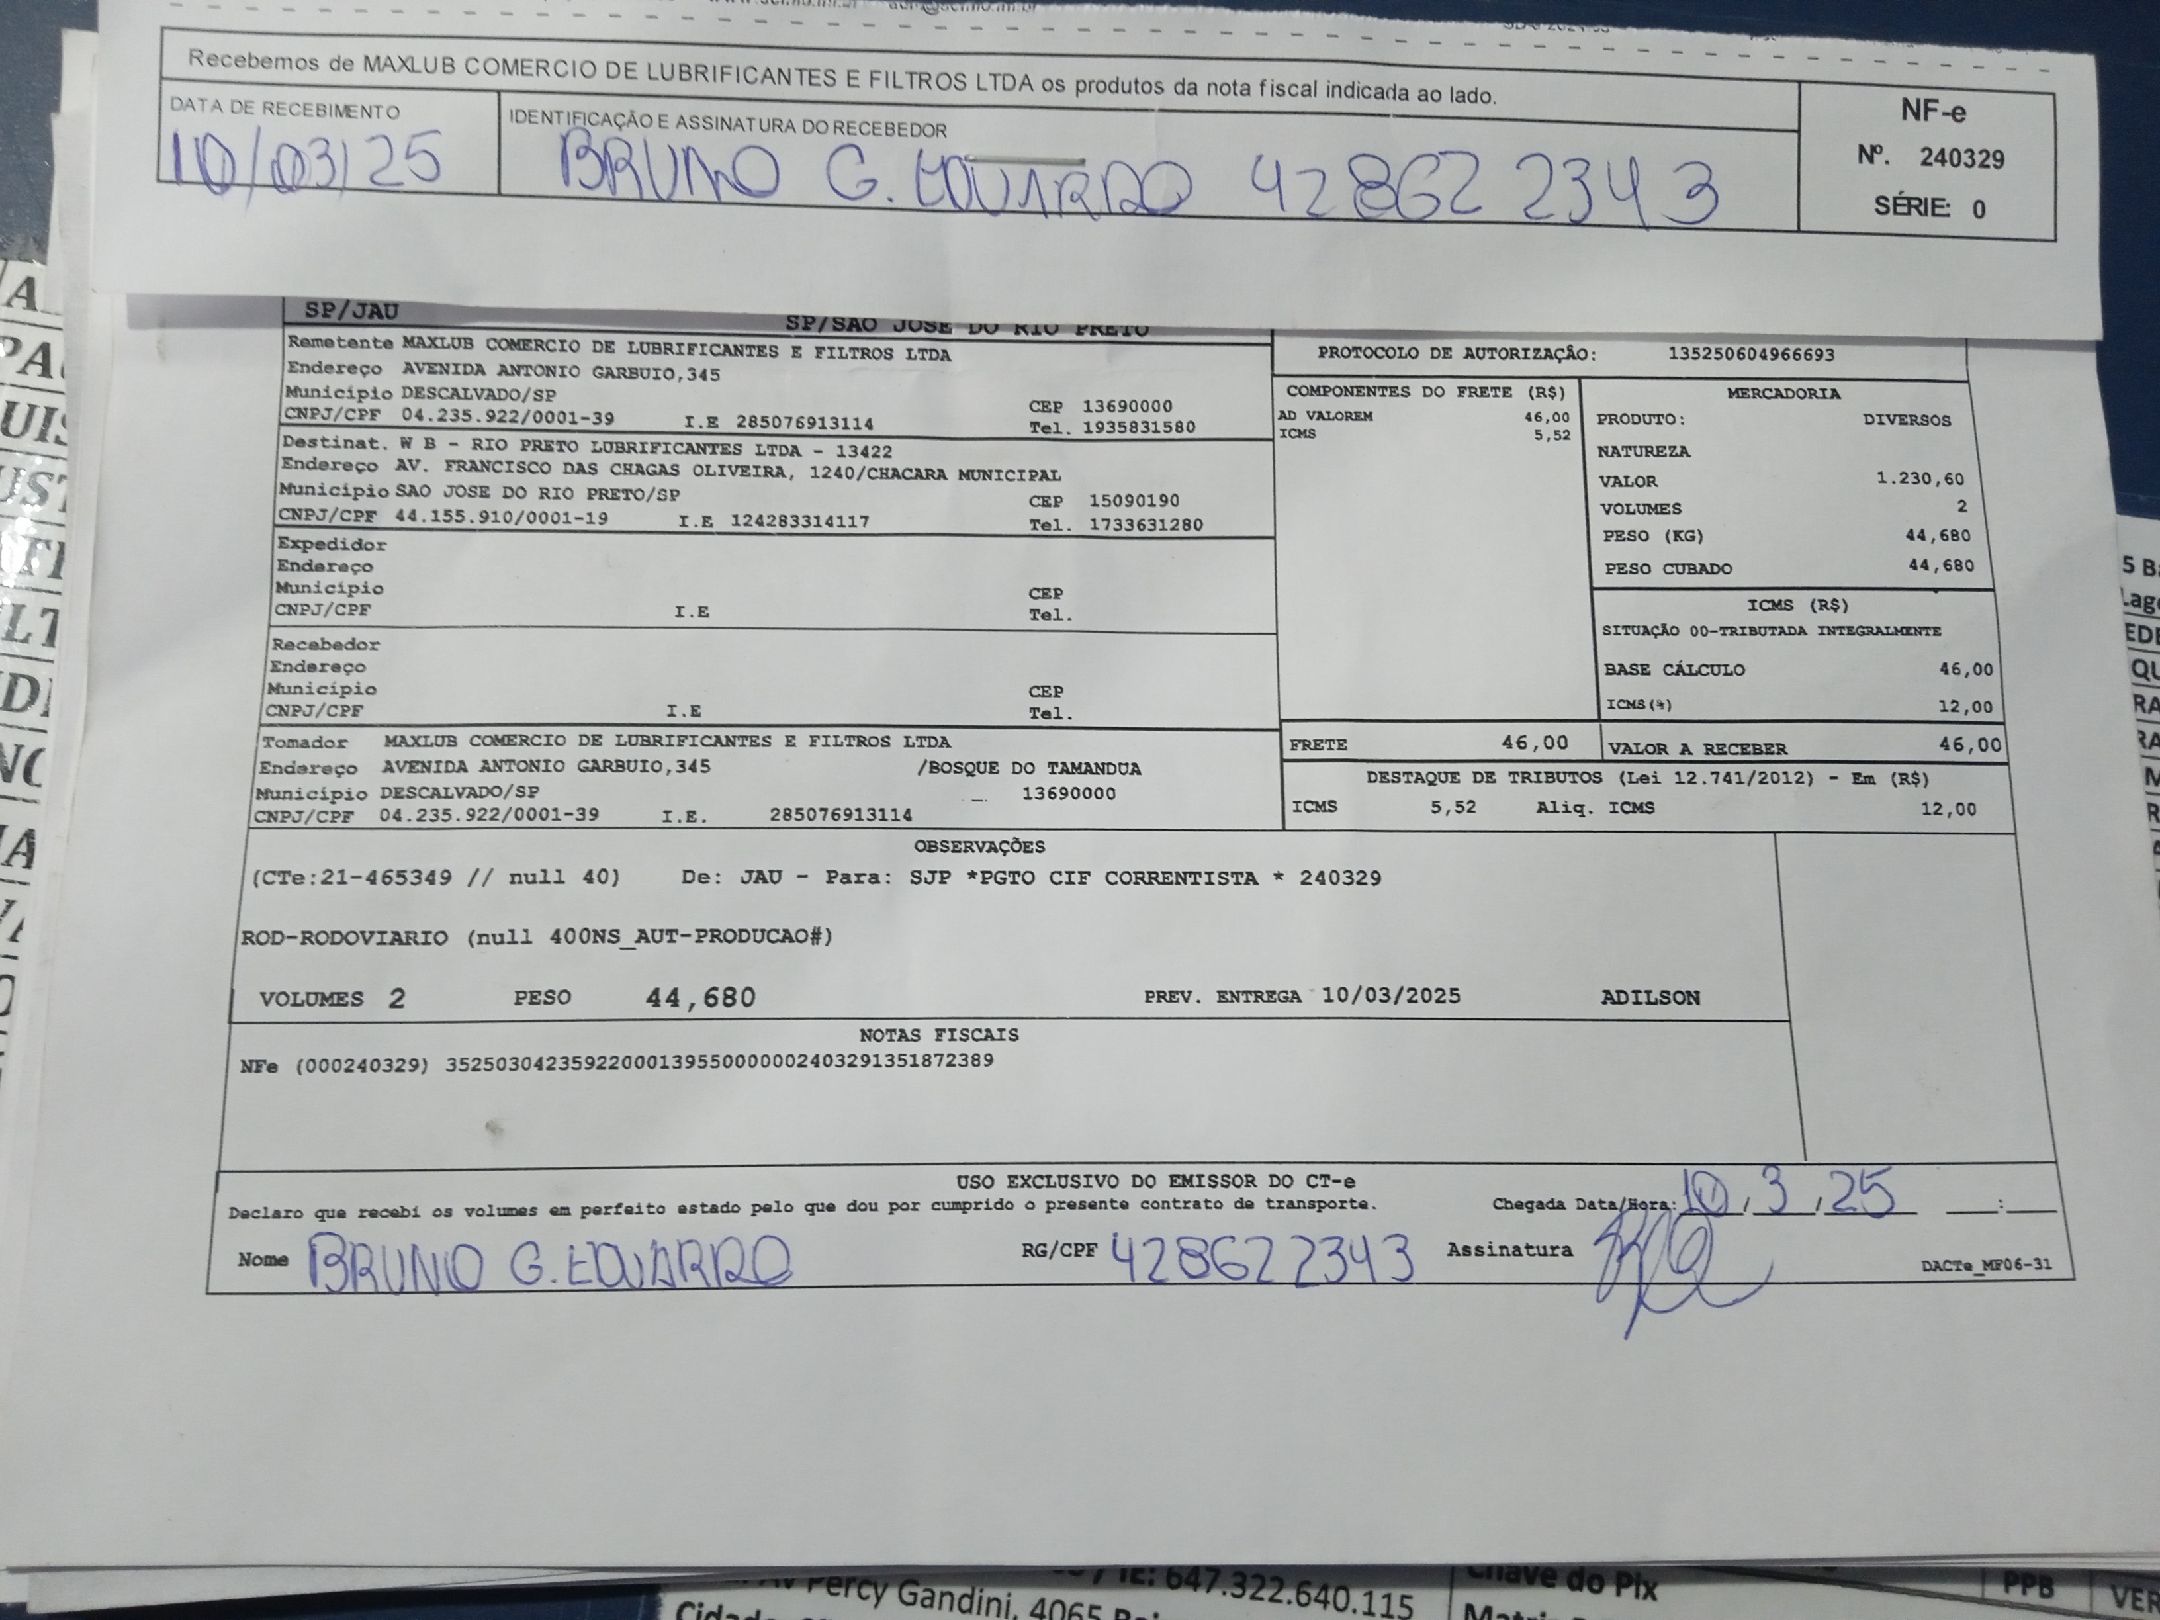 Recebemos de MAXLUB COMERCIO DE LUBRIFICANTES E FILTROS LTDA os produtos da nota fiscal indicada ao lado.
DATA DE RECEBIMENTO
10/03/25
IDENTIFICAÇÃO E ASSINATURA DO RECEBEDOR
BRUNO G. EDUARDO 428622343
NF-e
Nº. 240329
SÉRIE: 0
SP/JAU
SP/SAO JOSE DO RIO PRETO
Remetente MAXLUB COMERCIO DE LUBRIFICANTES E FILTROS LTDA
Endereço AVENIDA ANTONIO GARBUIO,345
Município DESCALVADO/SP CEP 13690000
CNPJ/CPF 04.235.922/0001-39 I.E 285076913114 Tel. 1935831580
Destinat. W B - RIO PRETO LUBRIFICANTES LTDA - 13422
Endereço AV. FRANCISCO DAS CHAGAS OLIVEIRA, 1240/CHACARA MUNICIPAL
Município SAO JOSE DO RIO PRETO/SP CEP 15090190
CNPJ/CPF 44.155.910/0001-19 I.E 124283314117 Tel. 1733631280
Expedidor
Endereço
Município CEP
CNPJ/CPF I.E Tel.
Recebedor
Endereço
Município CEP
CNPJ/CPF I.E Tel.
Tomador MAXLUB COMERCIO DE LUBRIFICANTES E FILTROS LTDA
Endereço AVENIDA ANTONIO GARBUIO,345 /BOSQUE DO TAMANDUA
Município DESCALVADO/SP 13690000
CNPJ/CPF 04.235.922/0001-39 I.E. 285076913114
PROTOCOLO DE AUTORIZAÇÃO: 135250604966693
COMPONENTES DO FRETE (R$)
AD VALOREM 46,00
ICMS 5,52
MERCADORIA
PRODUTO: DIVERSOS
NATUREZA
VALOR 1.230,60
VOLUMES 2
PESO (KG) 44,680
PESO CUBADO 44,680
ICMS (R$)
SITUAÇÃO 00-TRIBUTADA INTEGRALMENTE
BASE CÁLCULO 46,00
ICMS(%) 12,00
FRETE 46,00 VALOR A RECEBER 46,00
DESTAQUE DE TRIBUTOS (Lei 12.741/2012) - Em (R$)
ICMS 5,52 Aliq. ICMS 12,00
OBSERVAÇÕES
(CTe:21-465349 // null 40) De: JAU - Para: SJP *PGTO CIF CORRENTISTA * 240329
ROD-RODOVIARIO (null 400NS_AUT-PRODUCAO#)
VOLUMES 2 PESO 44,680 PREV. ENTREGA 10/03/2025 ADILSON
NOTAS FISCAIS
NFe (000240329) 35250304235922000139550000002403291351872389
USO EXCLUSIVO DO EMISSOR DO CT-e
Declaro que recebi os volumes em perfeito estado pelo que dou por cumprido o presente contrato de transporte. Chegada Data/Hora: 10/3/25 __:__
Nome BRUNO G. EDUARDO RG/CPF 428622343 Assinatura
DACTe_MF06-31
IE: 647.322.640.115
Percy Gandini, 4065
Chave do Pix
PPB